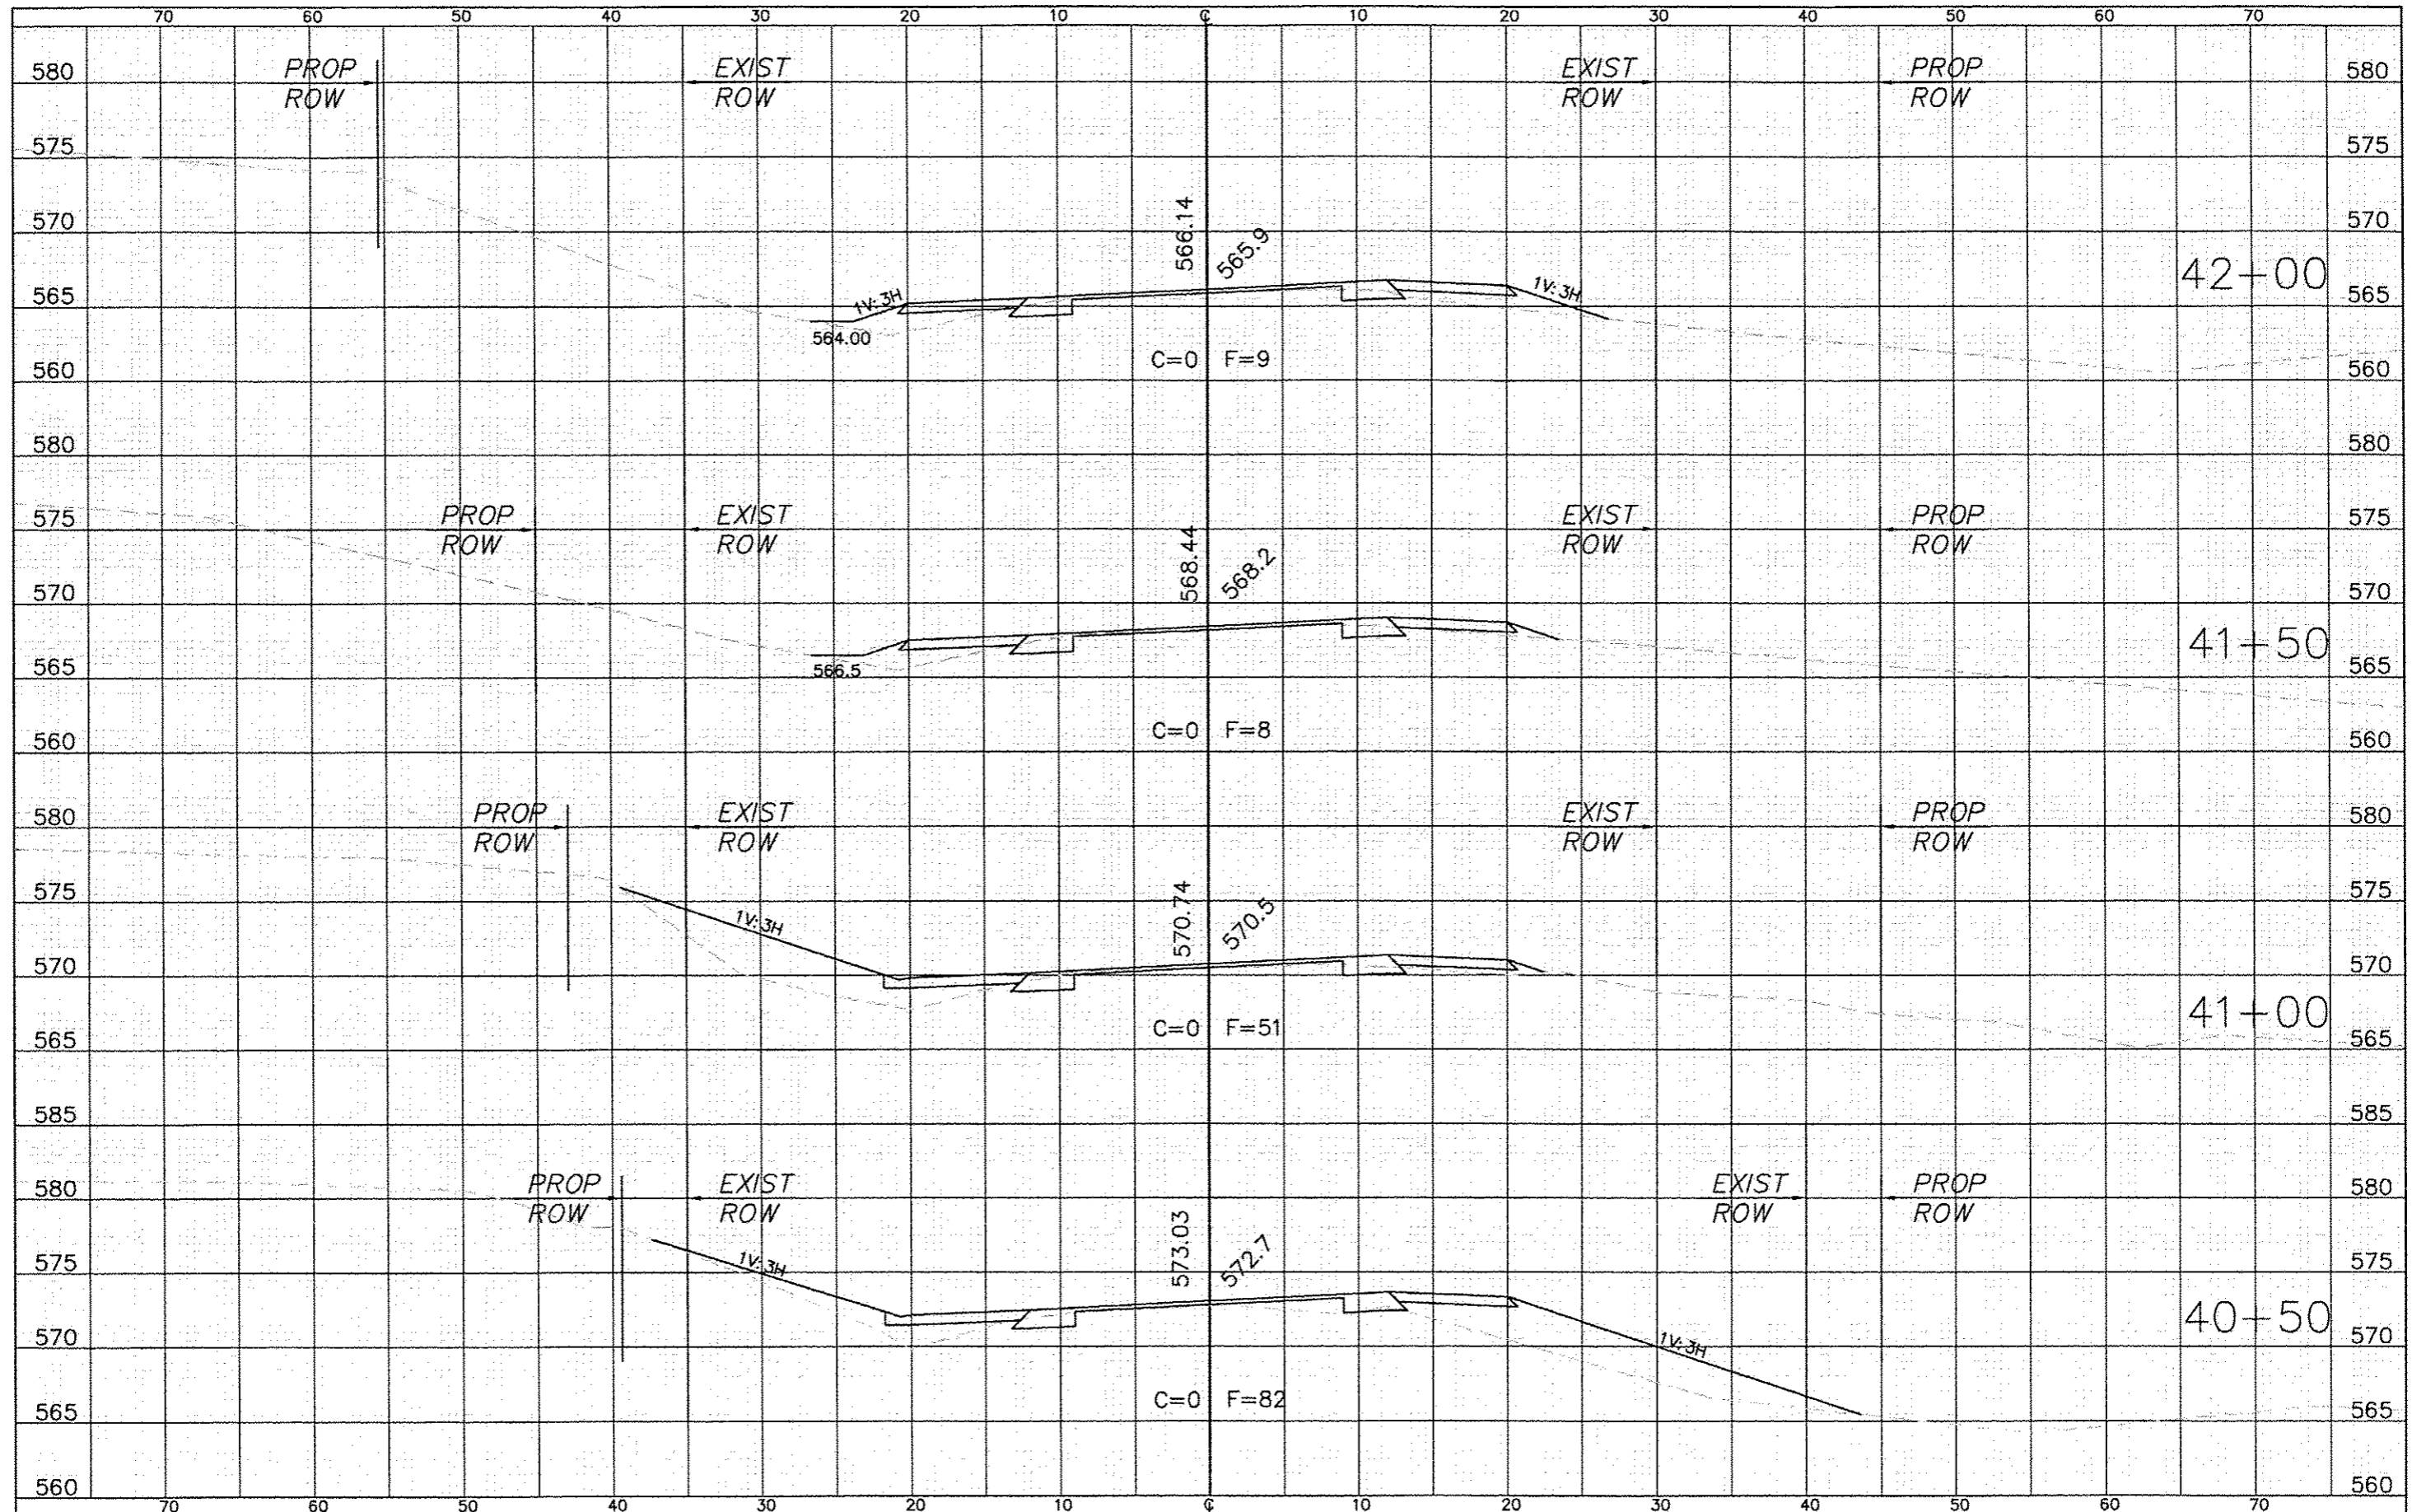 70 60 50 40 30 20 10 ℄ 10 20 30 40 50 60 70
580 PROP EXIST EXIST PROP 580
ROW ROW ROW ROW
575 575
570 566.14 565.9 570
42+00
565 1V:3H 1V:3H 565
564.00
C=0 F=9
560 560
580 580
575 PROP EXIST EXIST PROP 575
ROW ROW ROW ROW
570 568.44 568.2 570
41+50
565 566.5 565
C=0 F=8
560 560
580 PROP EXIST EXIST PROP 580
ROW ROW ROW ROW
575 575
1V:3H 570.74 570.5
570 570
41+00
C=0 F=51
565 565
585 585
580 PROP EXIST EXIST PROP 580
ROW ROW ROW ROW
575 1V:3H 573.03 572.7 575
40+50
570 1V:3H 570
C=0 F=82
565 565
560 560
70 60 50 40 30 20 10 ℄ 10 20 30 40 50 60 70